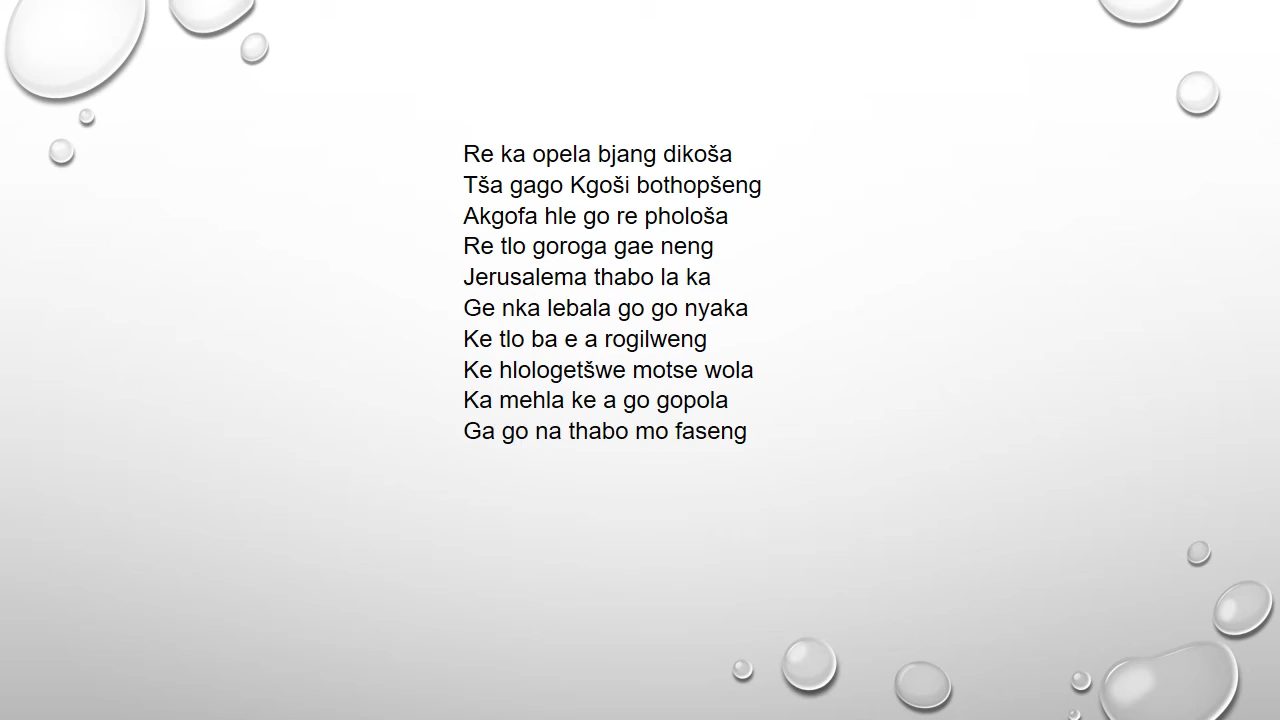 Re ka opela bjang dikoša
Tša gago Kgoši bothopšeng
Akgofa hle go re phološa
Re tlo goroga gae neng
Jerusalema thabo la ka
Ge nka lebala go go nyaka
Ke tlo ba e a rogilweng
Ke hlologetšwe motse wola
Ka mehla ke a go gopola
Ga go na thabo mo faseng